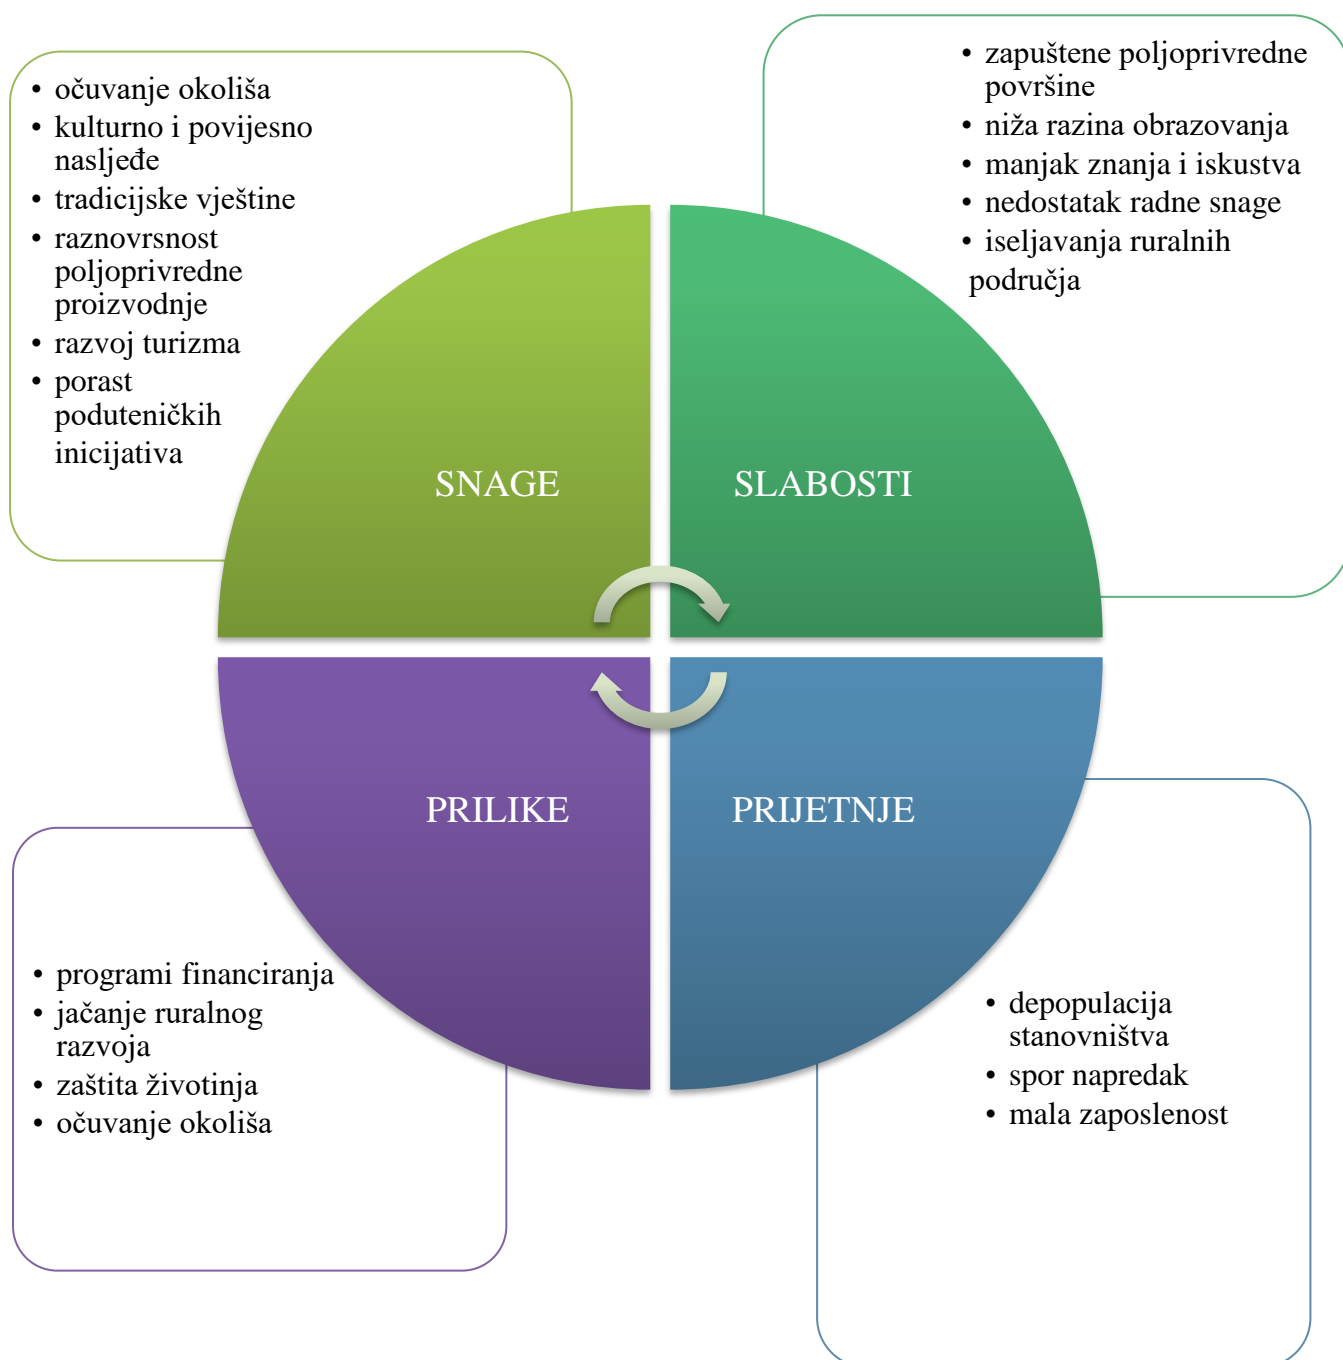 • očuvanje okoliša
• kulturno i povijesno
nasljeđe
• tradicijske vještine
• raznovrsnost
poljoprivredne
proizvodnje
• razvoj turizma
• porast
poduteničkih
inicijativa
• zapuštene poljoprivredne
površine
• niža razina obrazovanja
• manjak znanja i iskustva
• nedostatak radne snage
• iseljavanja ruralnih
područja
SNAGE
SLABOSTI
PRILIKE
PRIJETNJE
• programi financiranja
• jačanje ruralnog
razvoja
• zaštita životinja
• očuvanje okoliša
• depopulacija
stanovništva
• spor napredak
• mala zaposlenost